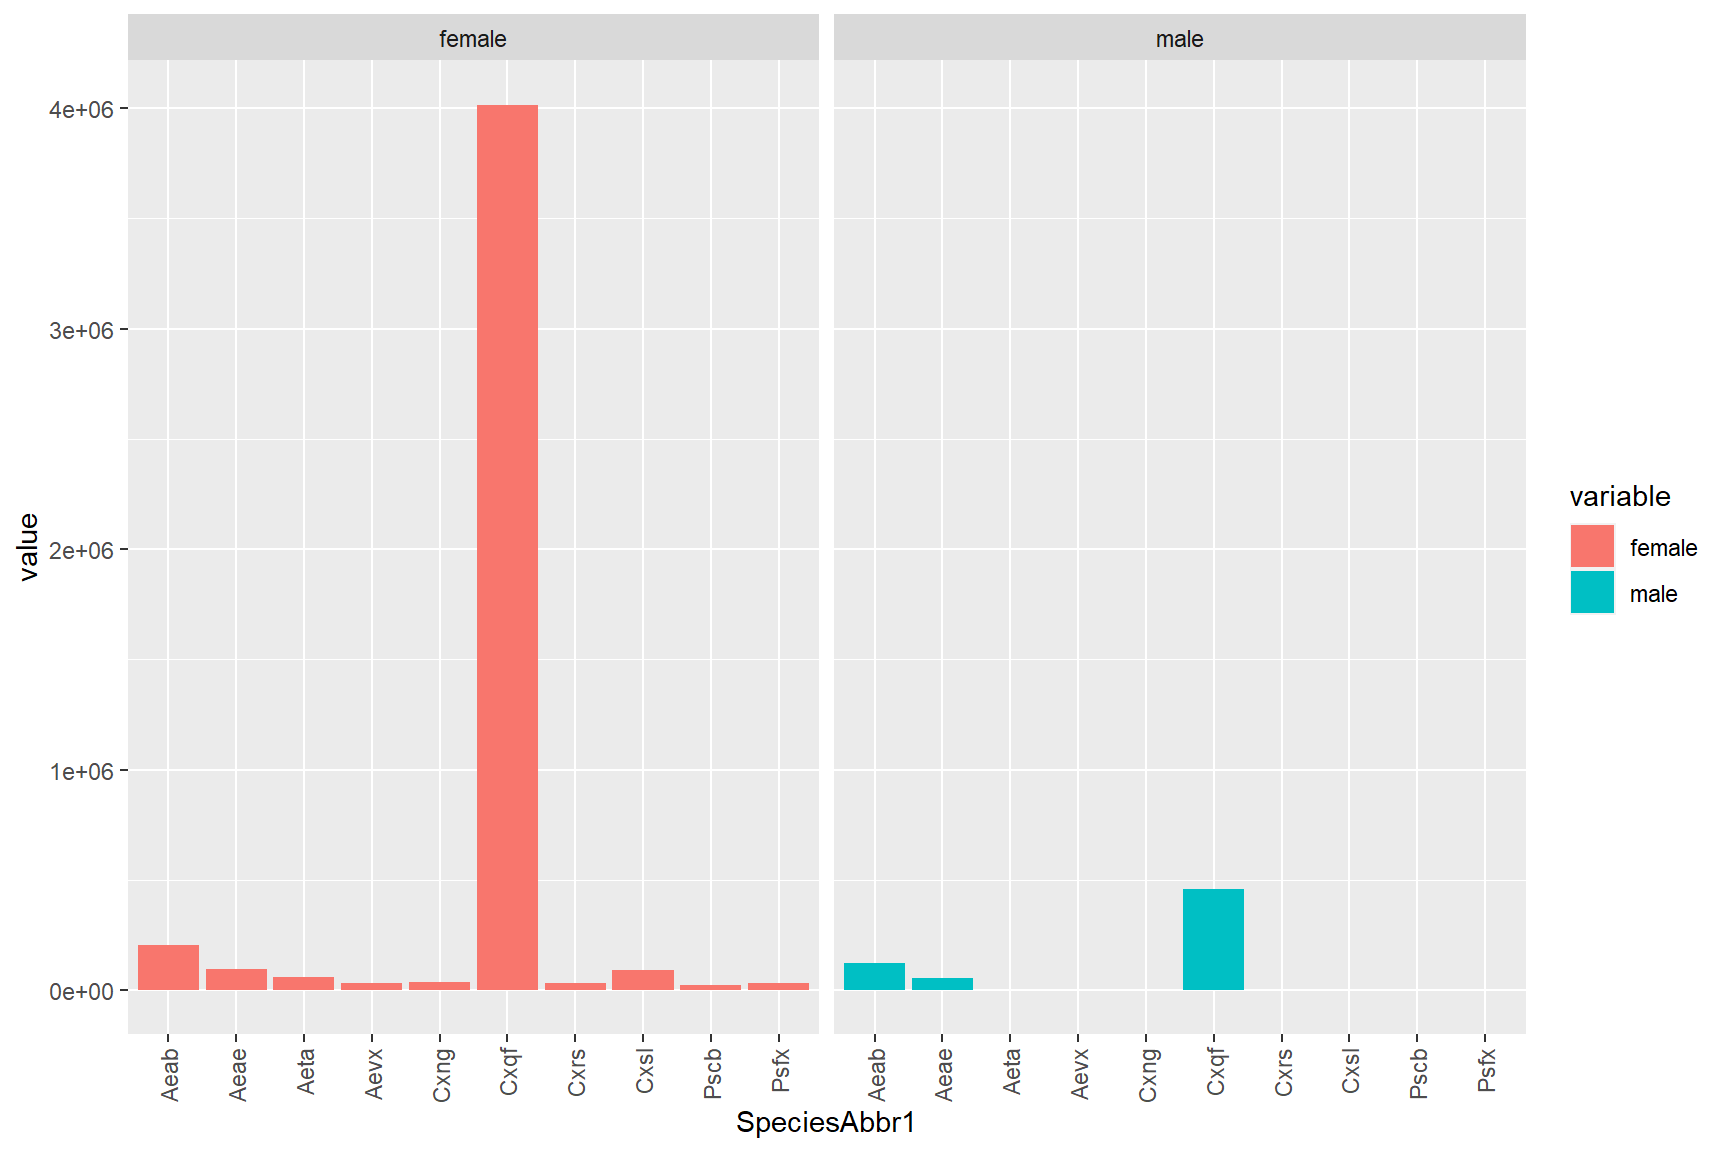 female
male
4e+06
3e+06
2e+06
1e+06
0e+00
value
Aeab
Aeae
Aeta
Aevx
Cxng
Cxqf
Cxrs
Cxsl
Pscb
Psfx
Aeab
Aeae
Aeta
Aevx
Cxng
Cxqf
Cxrs
Cxsl
Pscb
Psfx
SpeciesAbbr1
variable
female
male